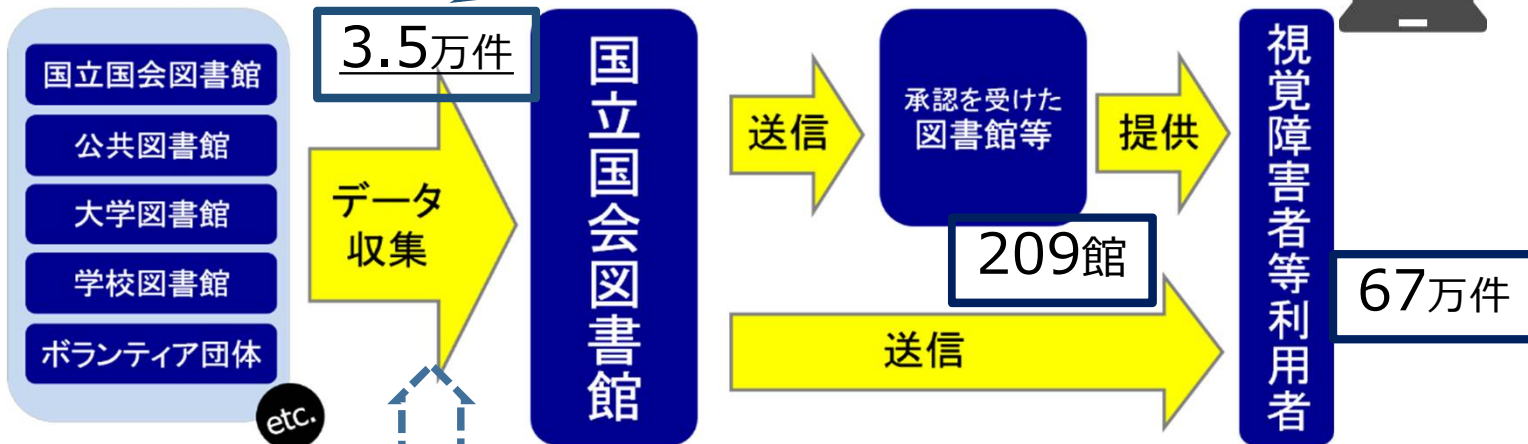 国立国会図書館
公共図書館
大学図書館
学校図書館
ボランティア団体
etc.
3.5万件
データ
収集
国立国会図書館
送信
承認を受けた
図書館等
209館
提供
送信
視覚障害者等利用者
67万件